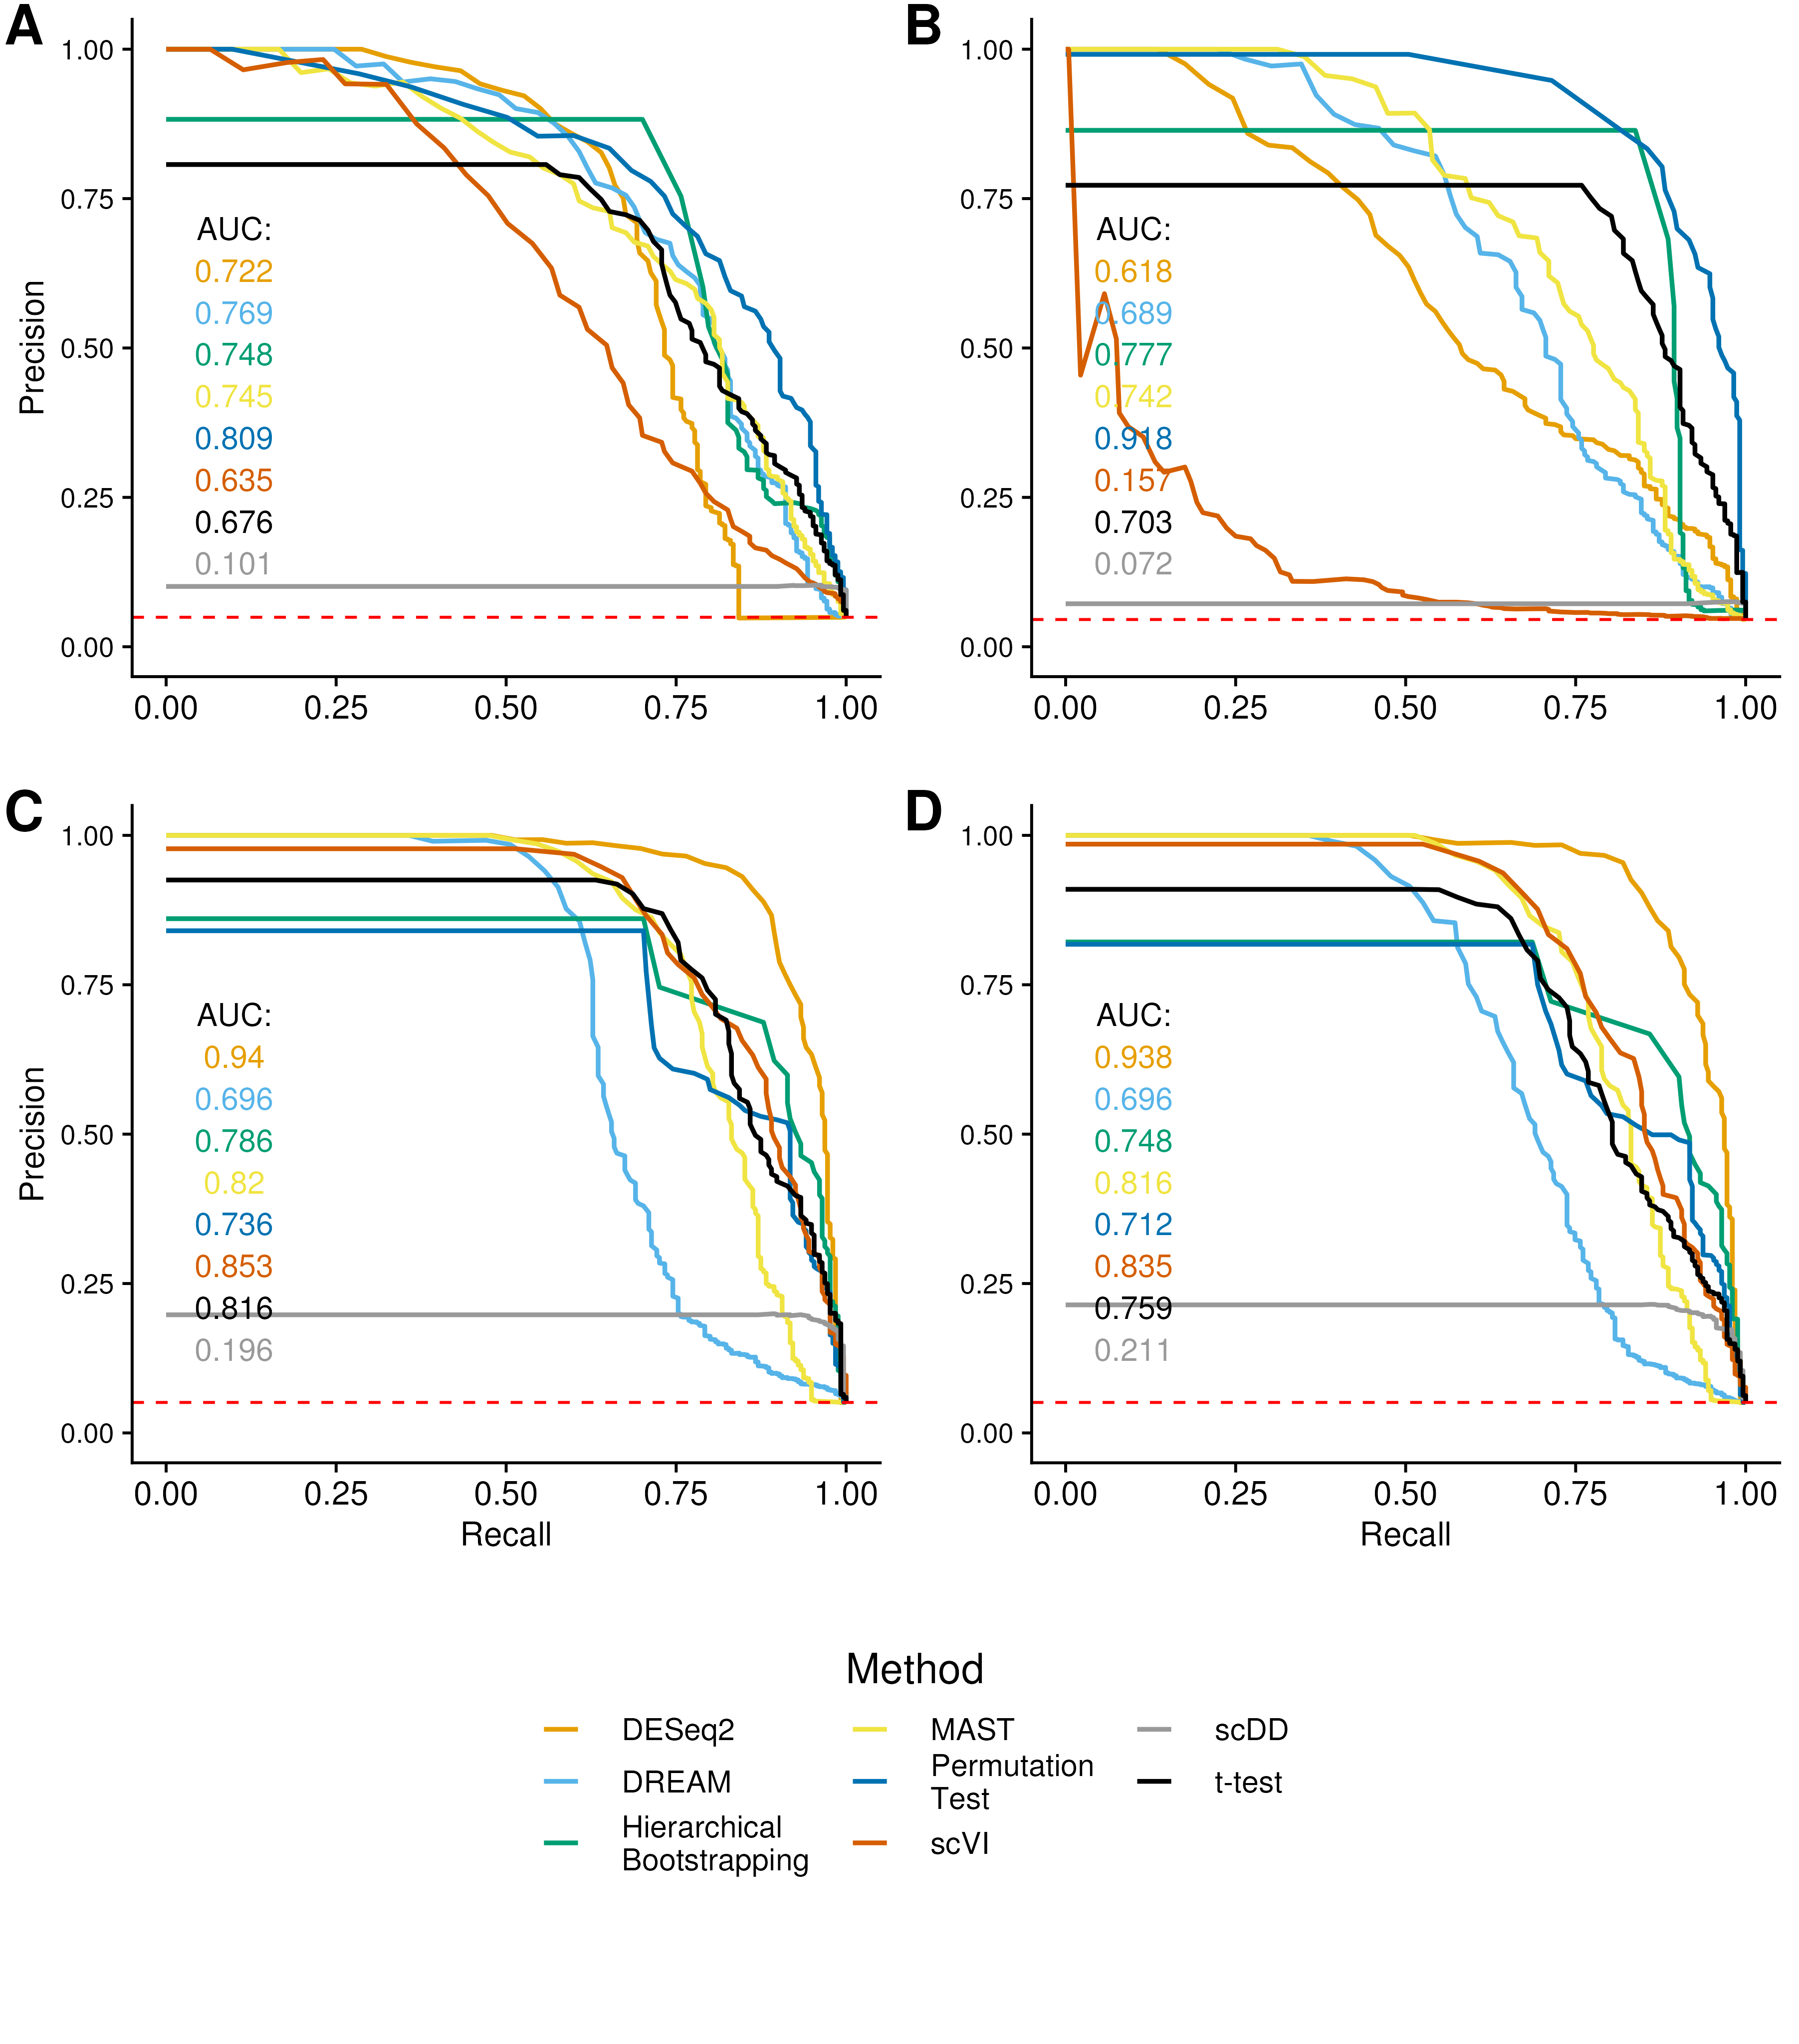 A
B
1.00
0.75
0.50
0.25
0.00
Precision
AUC:
0.722
0.769
0.748
0.745
0.809
0.635
0.676
0.101
0.00 0.25 0.50 0.75 1.00
1.00
0.75
0.50
0.25
0.00
AUC:
0.618
0.689
0.777
0.742
0.918
0.157
0.703
0.072
0.00 0.25 0.50 0.75 1.00
C
D
1.00
0.75
0.50
0.25
0.00
Precision
AUC:
0.94
0.696
0.786
0.82
0.736
0.853
0.816
0.196
0.00 0.25 0.50 0.75 1.00
Recall
1.00
0.75
0.50
0.25
0.00
AUC:
0.938
0.696
0.748
0.816
0.712
0.835
0.759
0.211
0.00 0.25 0.50 0.75 1.00
Recall
Method
DESeq2
DREAM
Hierarchical
Bootstrapping
MAST
Permutation
Test
scVI
scDD
t-test